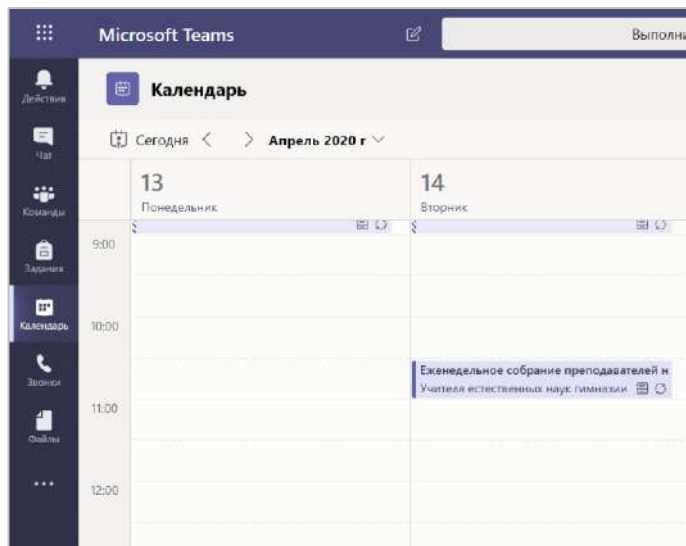 Microsoft Teams
Выполни
Действия
Календарь
Чат
Сегодня
Апрель 2020 г
Команды
13
14
Понедельник
Вторник
Задания
9:00
Календарь
10:00
Звонки
Еженедельное собрание преподавателей н
Учителя естественных наук гимназии
11:00
Файлы
12:00